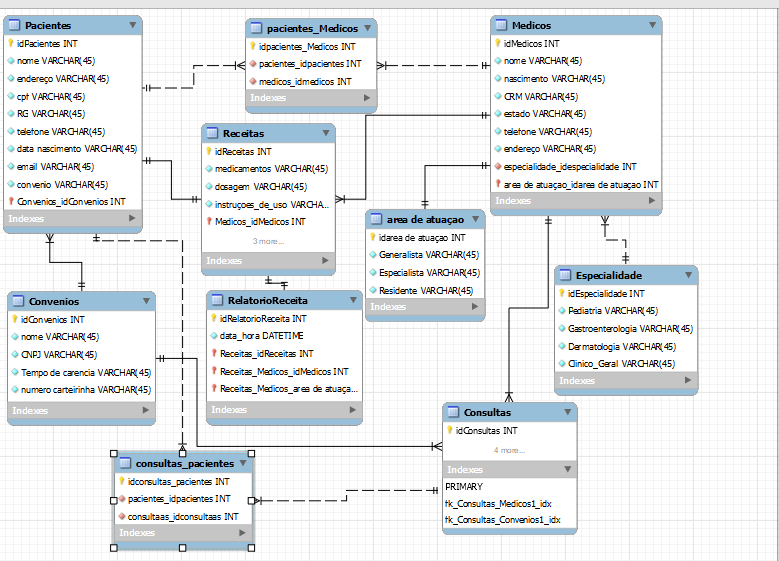 Pacientes
idPacientes INT
nome VARCHAR(45)
endereço VARCHAR(45)
cpf VARCHAR(45)
RG VARCHAR(45)
telefone VARCHAR(45)
data nascimento VARCHAR(45)
email VARCHAR(45)
convenio VARCHAR(45)
Convenios_idConvenios INT
Indexes
pacientes_Medicos
idpacientes_Medicos INT
pacientes_idpacientes INT
medicos_idmedicos INT
Indexes
Medicos
idMedicos INT
nome VARCHAR(45)
nascimento VARCHAR(45)
CRM VARCHAR(45)
estado VARCHAR(45)
telefone VARCHAR(45)
endereço VARCHAR(45)
especialidade_idespecialidade INT
area de atuaçao_idarea de atuaçao INT
Indexes
Receitas
idReceitas INT
medicamentos VARCHAR(45)
dosagem VARCHAR(45)
instruçoes_de_uso VARCHA...
Medicos_idMedicos INT
3 more...
Indexes
area de atuaçao
idarea de atuaçao INT
Generalista VARCHAR(45)
Especialista VARCHAR(45)
Residente VARCHAR(45)
Indexes
Especialidade
idEspecialidade INT
Pediatria VARCHAR(45)
Gastroenterologia VARCHAR(45)
Dermatologia VARCHAR(45)
Clinico_Geral VARCHAR(45)
Indexes
Convenios
idConvenios INT
nome VARCHAR(45)
CNPJ VARCHAR(45)
Tempo de carencia VARCHAR(45)
numero carteirinha VARCHAR(45)
Indexes
RelatorioReceita
idRelatorioReceita INT
data_hora DATETIME
Receitas_idReceitas INT
Receitas_Medicos_idMedicos INT
Receitas_Medicos_area de atuaça...
Indexes
Consultas
idConsultas INT
4 more...
Indexes
PRIMARY
fk_Consultas_Medicos1_idx
fk_Consultas_Convenios1_idx
consultas_pacientes
idconsultas_pacientes INT
pacientes_idpacientes INT
consultaas_idconsultaas INT
Indexes